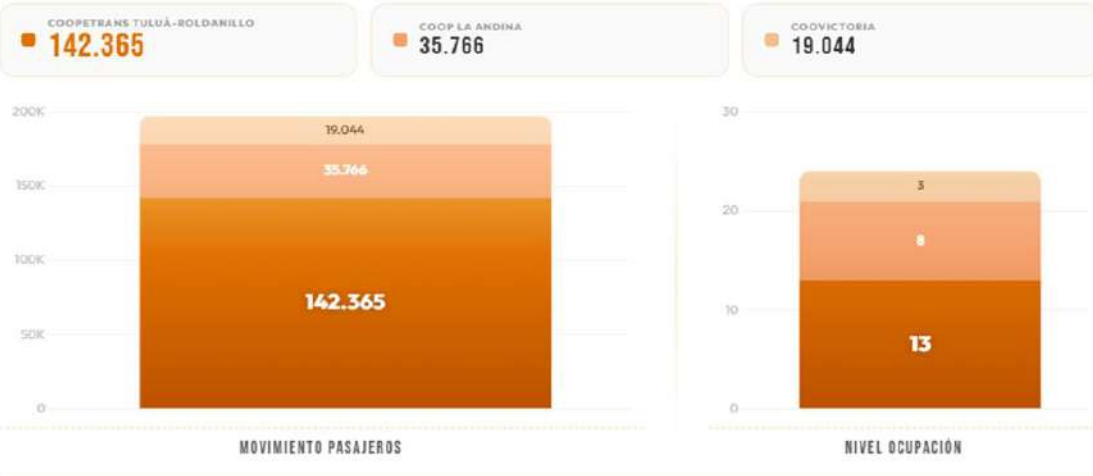 COOPETRANS TULUÁ-ROLDANILLO
142.365
COOP LA ANDINA
35.766
COOVICTORIA
19.044
200K
150K
100K
50K
0
19.044
35.766
142.365
MOVIMIENTO PASAJEROS
30
20
10
0
3
8
13
NIVEL OCUPACIÓN